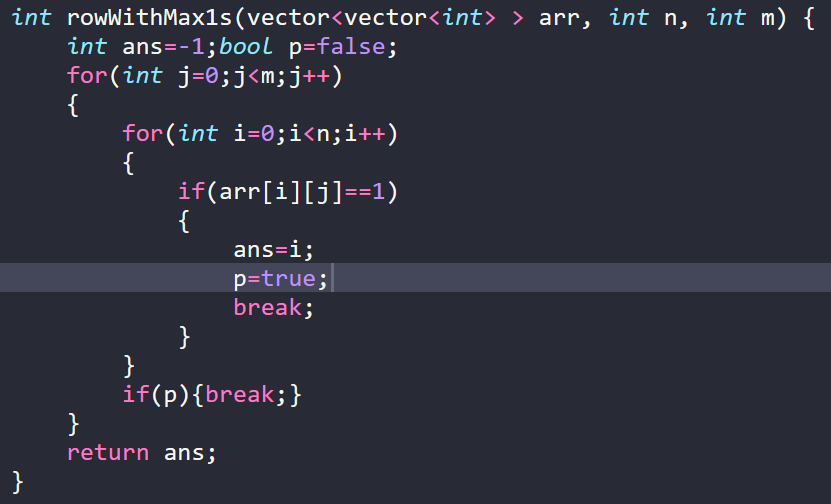 int rowWithMax1s(vector<vector<int> > arr, int n, int m) {
    int ans=-1;bool p=false;
    for(int j=0;j<m;j++)
    {
        for(int i=0;i<n;i++)
        {
            if(arr[i][j]==1)
            {
                ans=i;
                p=true;
                break;
            }
        }
        if(p){break;}
    }
    return ans;
}